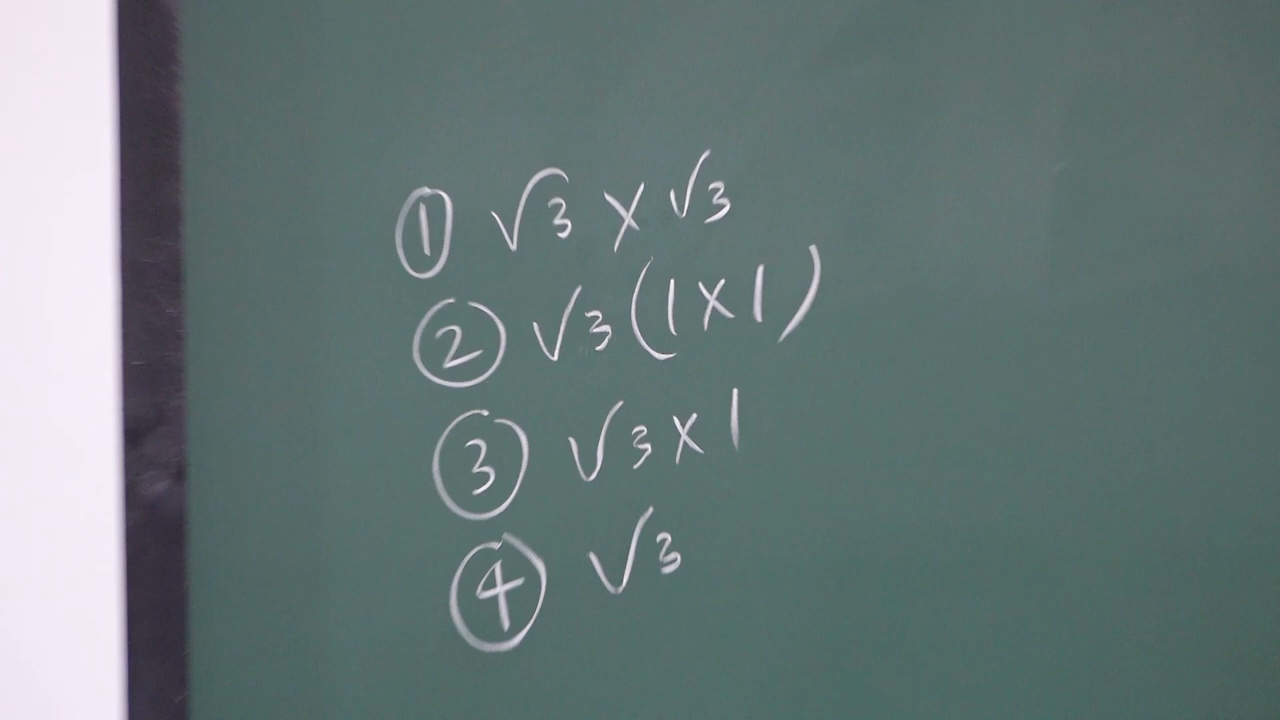 ① √3 × √3
② √3 (1 × 1)
③ √3 × 1
④ √3